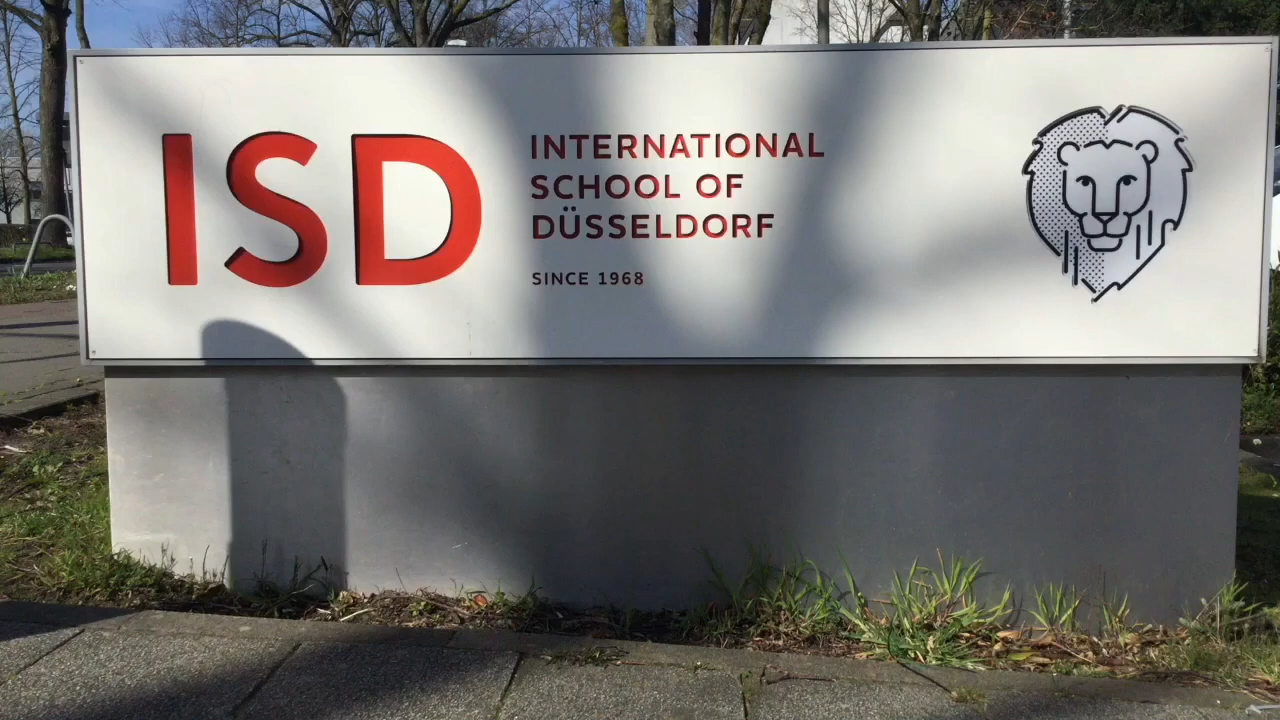 ISD
INTERNATIONAL
SCHOOL OF
DÜSSELDORF
SINCE 1968